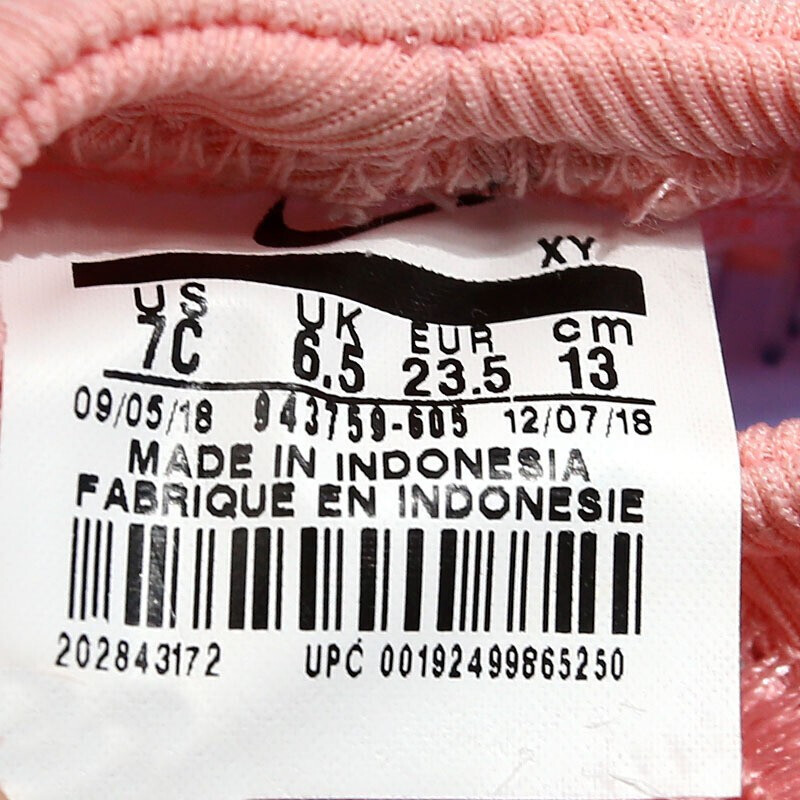 XY
US UK EUR cm
7C 6.5 23.5 13
09/05/18 943759-605 12/07/18
MADE IN INDONESIA
FABRIQUE EN INDONESIE
202843172 UPC 00192499865250